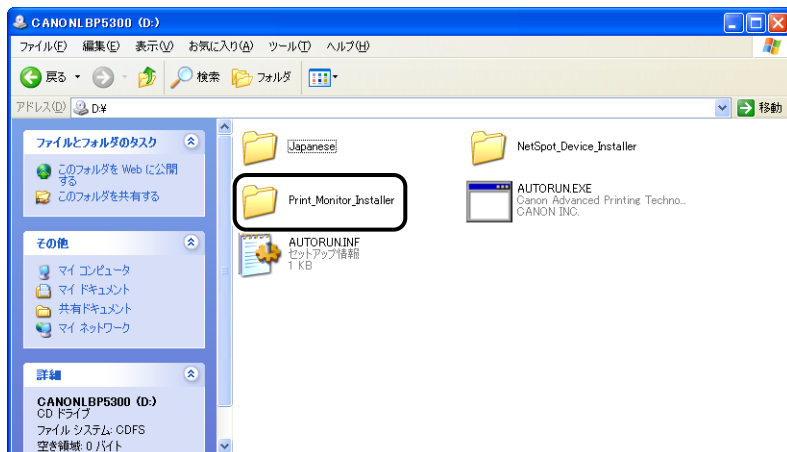 CANONLBP5300 (D:)
ファイル(F) 編集(E) 表示(V) お気に入り(A) ツール(T) ヘルプ(H)
戻る 検索 フォルダ
アドレス(D) D:¥ 移動
ファイルとフォルダのタスク
このフォルダを Web に公開
する
このフォルダを共有する
その他
マイ コンピュータ
マイ ドキュメント
共有ドキュメント
マイ ネットワーク
詳細
CANONLBP5300 (D:)
CD ドライブ
ファイル システム: CDFS
空き領域: 0 バイト
Japanese
NetSpot_Device_Installer
Print_Monitor_Installer
AUTORUN.EXE
Canon Advanced Printing Techno...
CANON INC.
AUTORUN.INF
セットアップ情報
1 KB